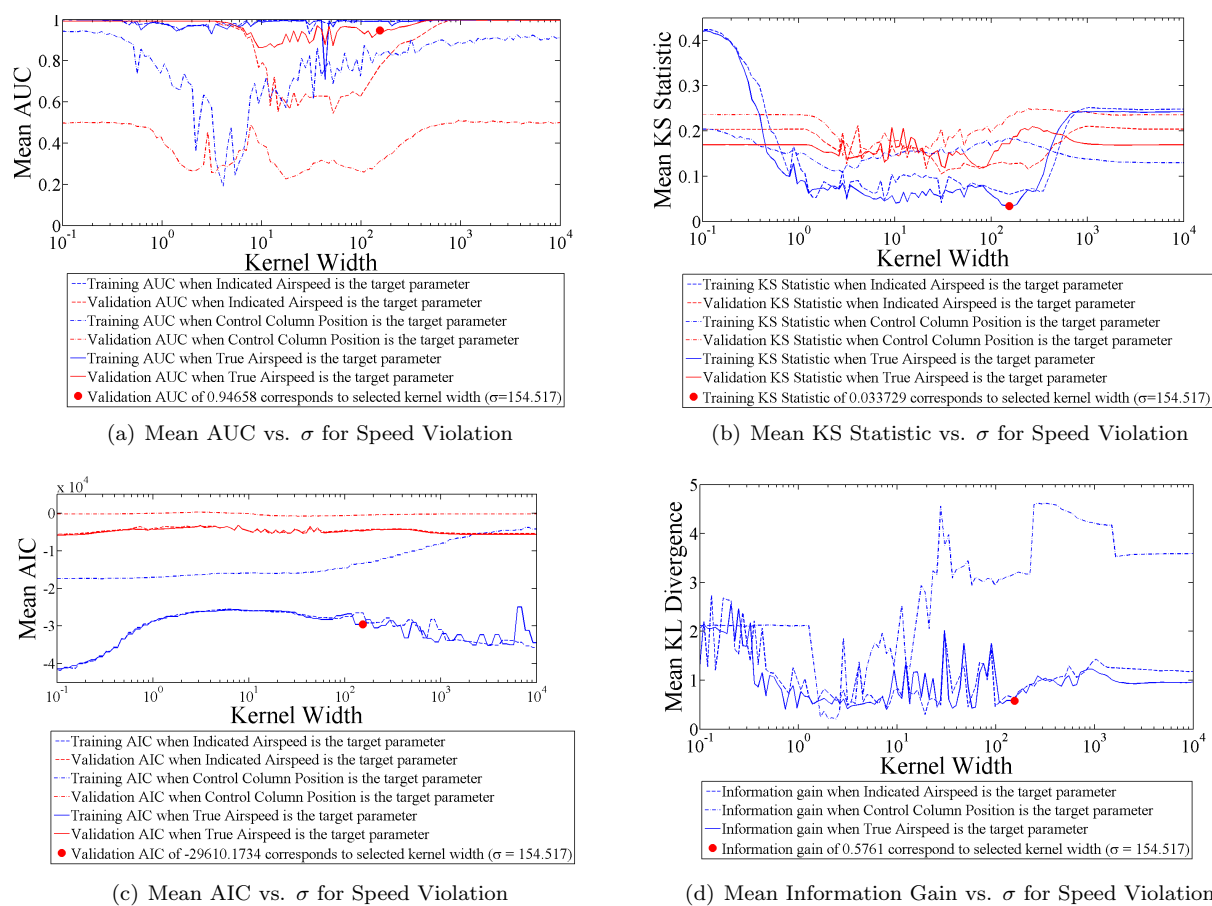 1
0.8
0.6
0.4
0.2
0
Mean AUC
10^-1 10^0 10^1 10^2 10^3 10^4
Kernel Width
Training AUC when Indicated Airspeed is the target parameter
Validation AUC when Indicated Airspeed is the target parameter
Training AUC when Control Column Position is the target parameter
Validation AUC when Control Column Position is the target parameter
Training AUC when True Airspeed is the target parameter
Validation AUC when True Airspeed is the target parameter
Validation AUC of 0.94658 corresponds to selected kernel width (σ=154.517)
(a) Mean AUC vs. σ for Speed Violation
0.4
0.3
0.2
0.1
0
Mean KS Statistic
10^-1 10^0 10^1 10^2 10^3 10^4
Kernel Width
Training KS Statistic when Indicated Airspeed is the target parameter
Validation KS Statistic when Indicated Airspeed is the target parameter
Training KS Statistic when Control Column Position is the target parameter
Validation KS Statistic when Control Column Position is the target parameter
Training KS Statistic when True Airspeed is the target parameter
Validation KS Statistic when True Airspeed is the target parameter
Training KS Statistic of 0.033729 corresponds to selected kernel width (σ=154.517)
(b) Mean KS Statistic vs. σ for Speed Violation
x 10^4
0
-1
-2
-3
-4
Mean AIC
10^-1 10^0 10^1 10^2 10^3 10^4
Kernel Width
Training AIC when Indicated Airspeed is the target parameter
Validation AIC when Indicated Airspeed is the target parameter
Training AIC when Control Column Position is the target parameter
Validation AIC when Control Column Position is the target parameter
Training AIC when True Airspeed is the target parameter
Validation AIC when True Airspeed is the target parameter
Validation AIC of -29610.1734 corresponds to selected kernel width (σ = 154.517)
(c) Mean AIC vs. σ for Speed Violation
5
4
3
2
1
0
Mean KL Divergence
10^-1 10^0 10^1 10^2 10^3 10^4
Kernel Width
Information gain when Indicated Airspeed is the target parameter
Information gain when Control Column Position is the target parameter
Information gain when True Airspeed is the target parameter
Information gain of 0.5761 correspond to selected kernel width (σ = 154.517)
(d) Mean Information Gain vs. σ for Speed Violation